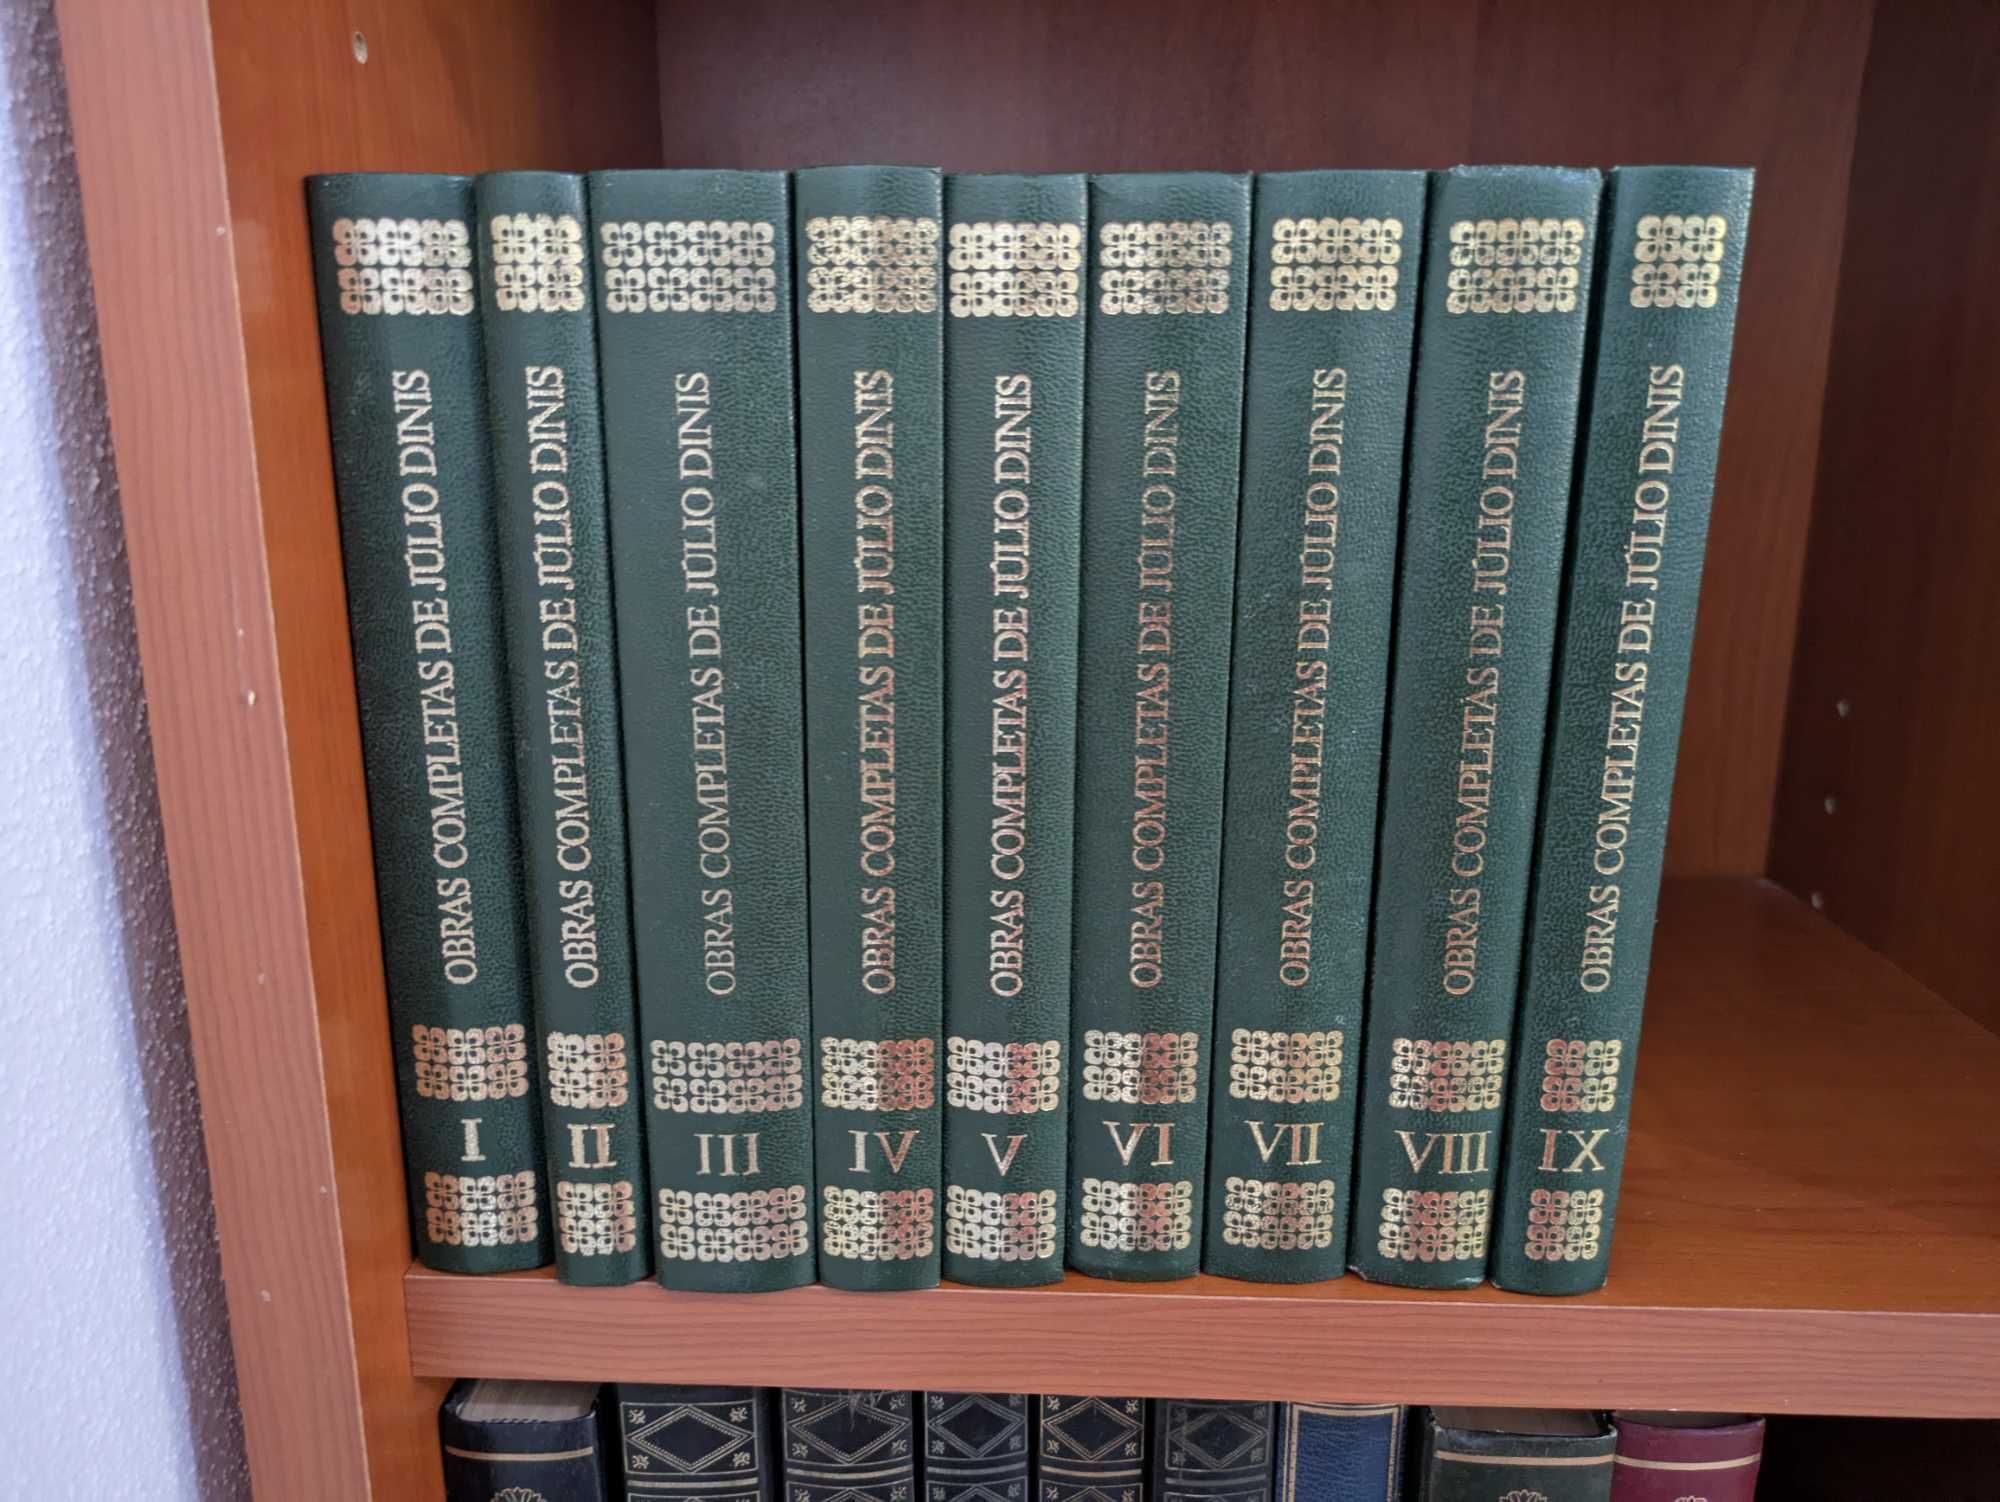 OBRAS COMPLETAS DE JÚLIO DINIS
I
OBRAS COMPLETAS DE JÚLIO DINIS
II
OBRAS COMPLETAS DE JÚLIO DINIS
III
OBRAS COMPLETAS DE JÚLIO DINIS
IV
OBRAS COMPLETAS DE JÚLIO DINIS
V
OBRAS COMPLETAS DE JÚLIO DINIS
VI
OBRAS COMPLETAS DE JÚLIO DINIS
VII
OBRAS COMPLETAS DE JÚLIO DINIS
VIII
OBRAS COMPLETAS DE JÚLIO DINIS
IX